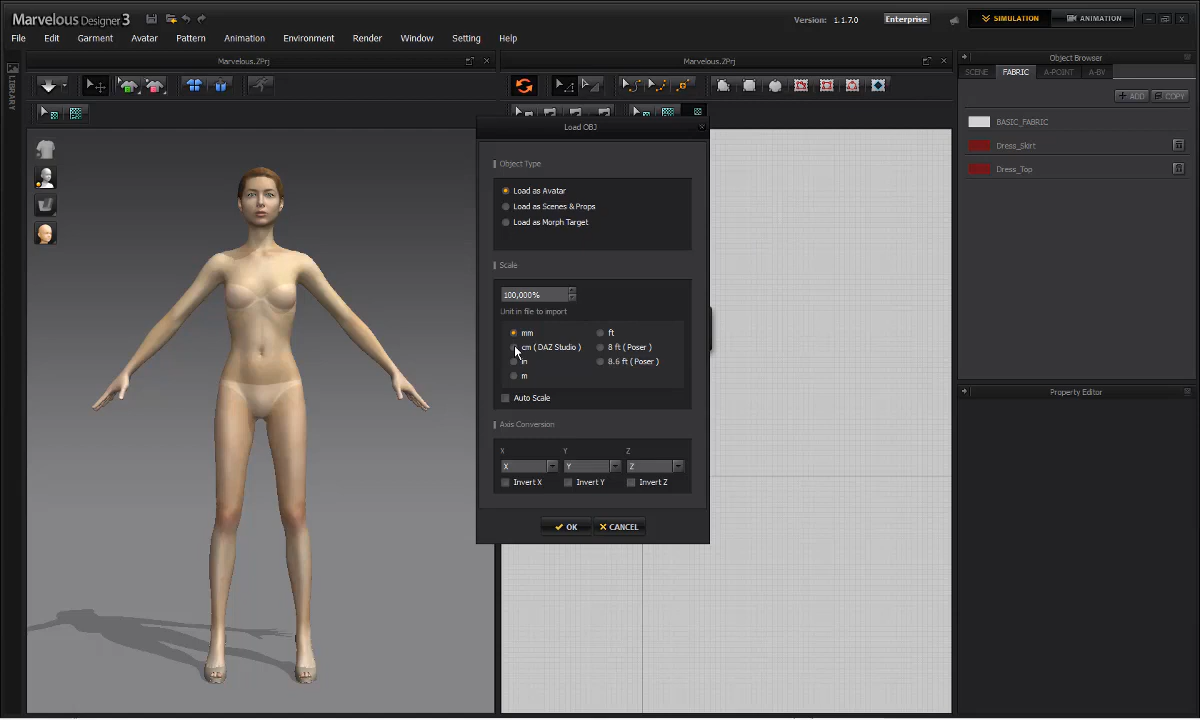 Marvelous Designer 3
Version: 1.1.7.0
Enterprise
SIMULATION
ANIMATION
File Edit Garment Avatar Pattern Animation Environment Render Window Setting Help
Marvelous.ZPrj
Marvelous.ZPrj
Object Browser
LIBRARY
SCENE FABRIC A-POINT A-BV
ADD COPY
BASIC_FABRIC
Dress_Skirt
Dress_Top
Property Editor
Load OBJ
Object Type
Load as Avatar
Load as Scenes & Props
Load as Morph Target
Scale
100,000%
Unit in file to import
mm ft
cm ( DAZ Studio ) 8 ft ( Poser )
in 8.6 ft ( Poser )
m
Auto Scale
Axis Conversion
X Y Z
X Y Z
Invert X Invert Y Invert Z
OK CANCEL